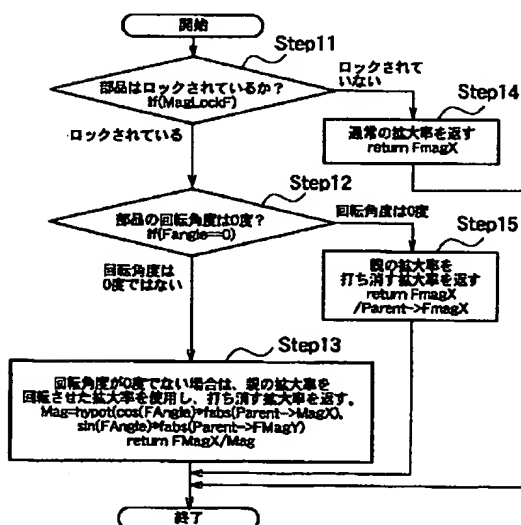 開始
Step11
部品はロックされているか？
if(MagLockF)
ロックされて
いない
Step14
通常の拡大率を返す
return FmagX
ロックされている
Step12
部品の回転角度は0度？
if(Fangle==0)
回転角度は0度
Step15
親の拡大率を
打ち消す拡大率を返す
return FmagX
/Parent->FmagX
回転角度は
0度ではない
Step13
回転角度が0度でない場合は、親の拡大率を
回転させた拡大率を使用し、打ち消す拡大率を返す。
Mag=hypot(cos(FAngle)*fabs(Parent->MagX),
sin(FAngle)*fabs(Parent->FMagY)
return FMagX/Mag
終了